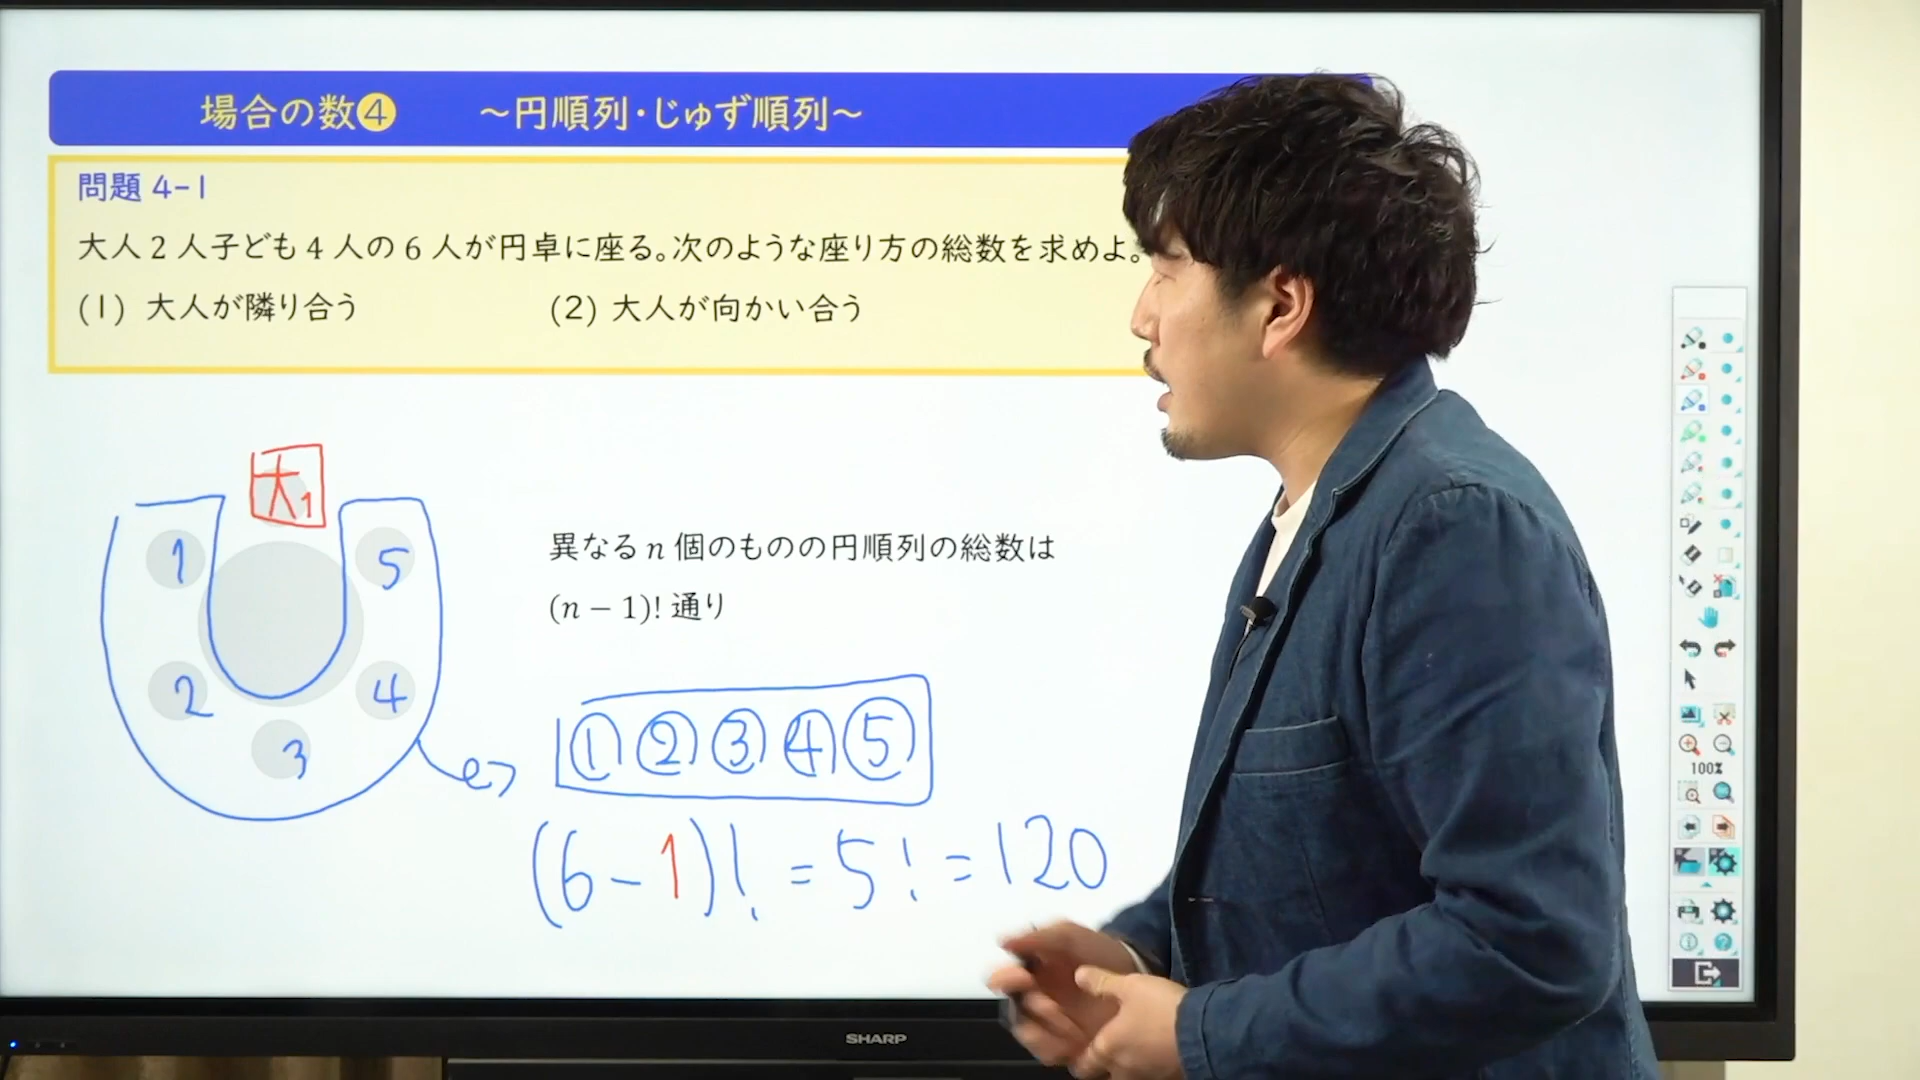 場合の数❹ ～円順列・じゅず順列～
問題 4-1
大人 2 人子ども 4 人の 6 人が円卓に座る。次のような座り方の総数を求めよ。
(1) 大人が隣り合う (2) 大人が向かい合う
大1
1 5
2 4
3
異なる n 個のものの円順列の総数は
(n − 1)! 通り
① ② ③ ④ ⑤
(6-1)! = 5! = 120
100%
SHARP